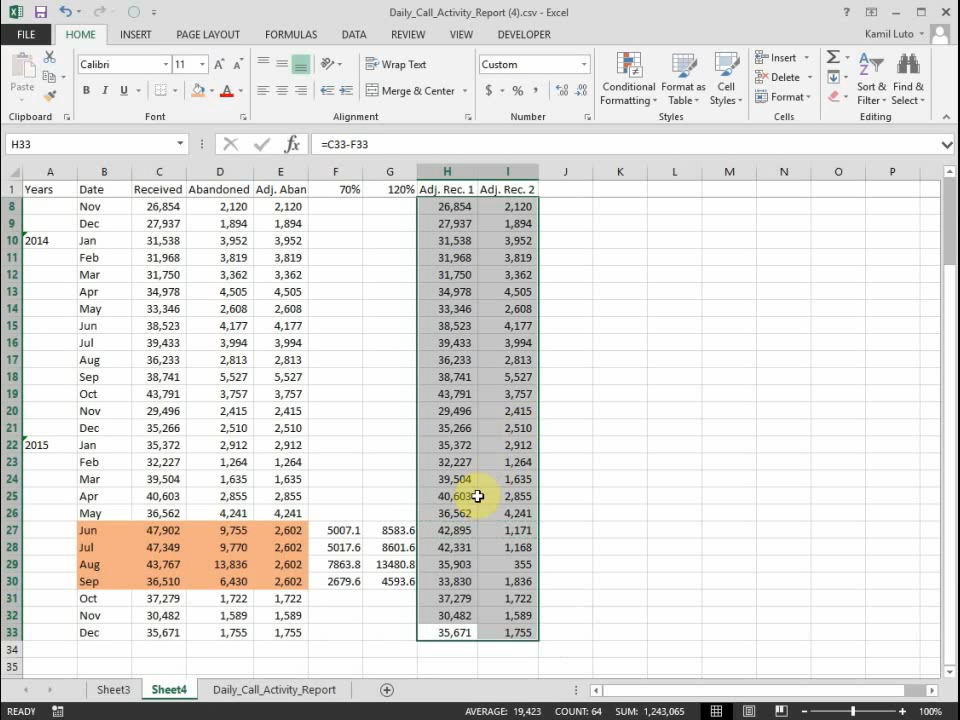 Daily_Call_Activity_Report (4).csv - Excel
FILE HOME INSERT PAGE LAYOUT FORMULAS DATA REVIEW VIEW DEVELOPER Kamil Luto
Calibri 11 Wrap Text Custom Insert
Paste B I U Merge & Center $ % Conditional Formatting Format as Table Cell Styles Delete Sort & Filter Find & Select
Format
Clipboard Font Alignment Number Styles Cells Editing
H33 fx =C33-F33
A B C D E F G H I J K L M N O P
1 Years Date Received Abandoned Adj. Aban 70% 120% Adj. Rec. 1 Adj. Rec. 2
8 Nov 26,854 2,120 2,120 26,854 2,120
9 Dec 27,937 1,894 1,894 27,937 1,894
10 2014 Jan 31,538 3,952 3,952 31,538 3,952
11 Feb 31,968 3,819 3,819 31,968 3,819
12 Mar 31,750 3,362 3,362 31,750 3,362
13 Apr 34,978 4,505 4,505 34,978 4,505
14 May 33,346 2,608 2,608 33,346 2,608
15 Jun 38,523 4,177 4,177 38,523 4,177
16 Jul 39,433 3,994 3,994 39,433 3,994
17 Aug 36,233 2,813 2,813 36,233 2,813
18 Sep 38,741 5,527 5,527 38,741 5,527
19 Oct 43,791 3,757 3,757 43,791 3,757
20 Nov 29,496 2,415 2,415 29,496 2,415
21 Dec 35,266 2,510 2,510 35,266 2,510
22 2015 Jan 35,372 2,912 2,912 35,372 2,912
23 Feb 32,227 1,264 1,264 32,227 1,264
24 Mar 39,504 1,635 1,635 39,504 1,635
25 Apr 40,603 2,855 2,855 40,603 2,855
26 May 36,562 4,241 4,241 36,562 4,241
27 Jun 47,902 9,755 2,602 5007.1 8583.6 42,895 1,171
28 Jul 47,349 9,770 2,602 5017.6 8601.6 42,331 1,168
29 Aug 43,767 13,836 2,602 7863.8 13480.8 35,903 355
30 Sep 36,510 6,430 2,602 2679.6 4593.6 33,830 1,836
31 Oct 37,279 1,722 1,722 37,279 1,722
32 Nov 30,482 1,589 1,589 30,482 1,589
33 Dec 35,671 1,755 1,755 35,671 1,755
34
35
Sheet3 Sheet4 Daily_Call_Activity_Report
READY AVERAGE: 19,423 COUNT: 64 SUM: 1,243,065 100%